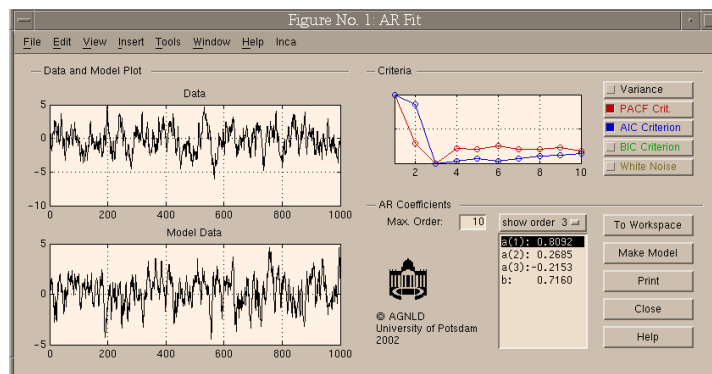 Figure No. 1: AR Fit
File Edit View Insert Tools Window Help Inca
Data and Model Plot
Data
5
0
-5
-10
0 200 400 600 800 1000
Model Data
5
0
-5
0 200 400 600 800 1000
Criteria
2 4 6 8 10
Variance
PACF Crit.
AIC Criterion
BIC Criterion
White Noise
AR Coefficients
Max. Order: 10
show order 3
a(1): 0.8092
a(2): 0.2685
a(3):-0.2153
b: 0.7160
© AGNLD
University of Potsdam
2002
To Workspace
Make Model
Print
Close
Help